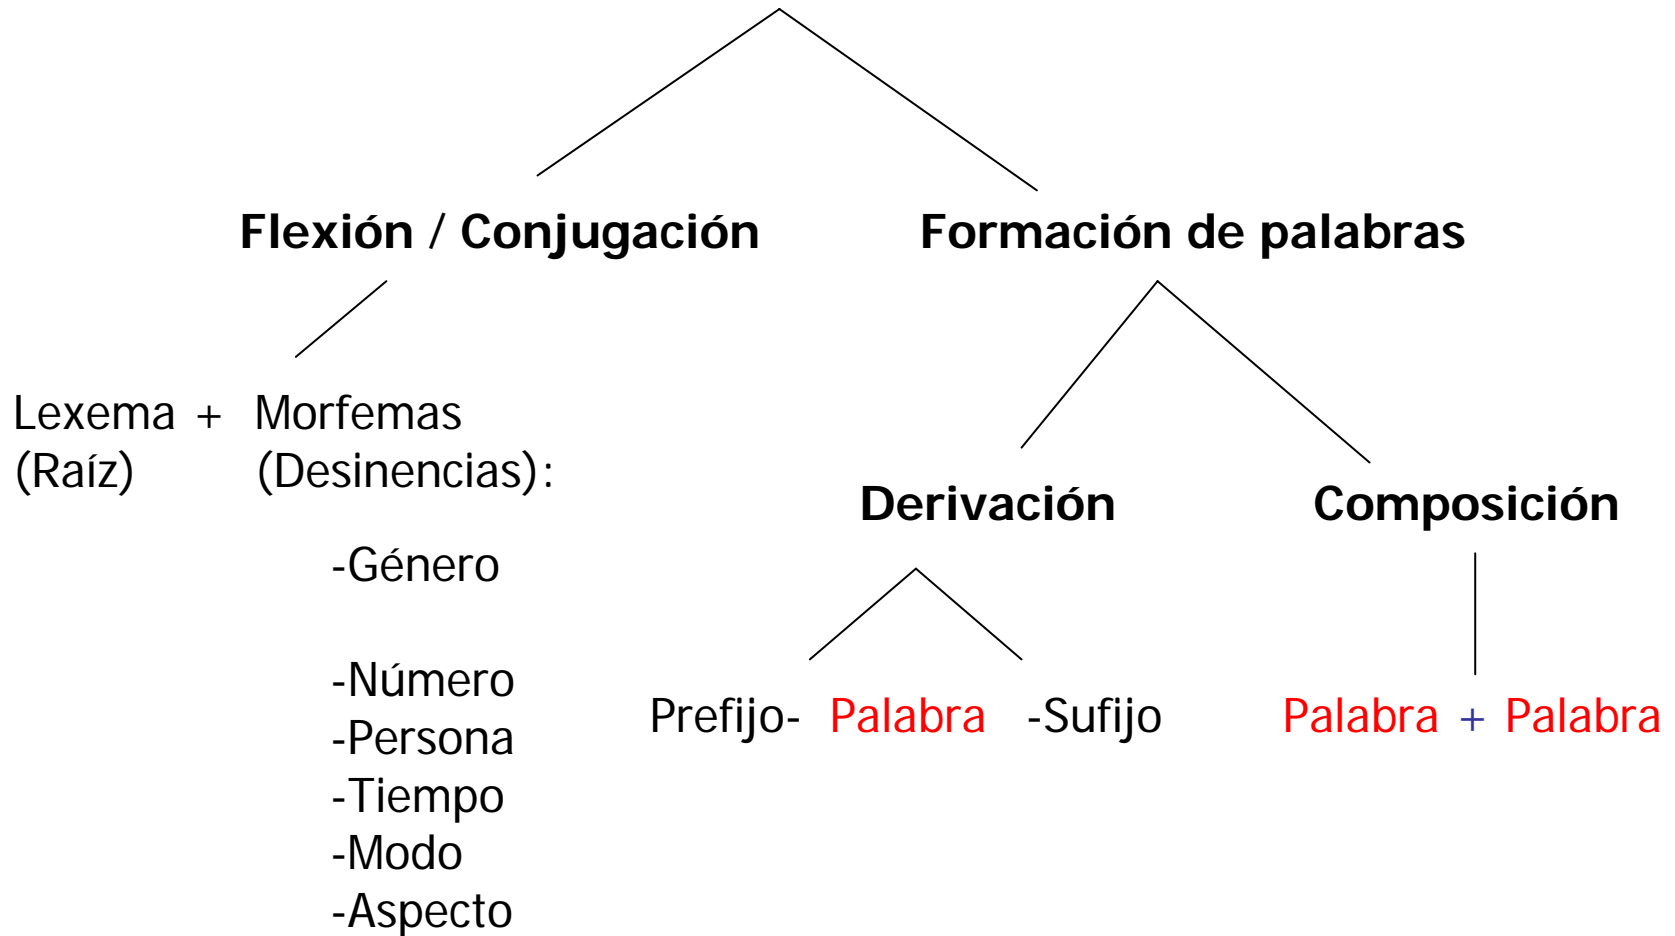 Flexión / Conjugación
Formación de palabras
Lexema + Morfemas
(Raíz) (Desinencias):
-Género
-Número
-Persona
-Tiempo
-Modo
-Aspecto
Derivación
Composición
Prefijo- Palabra -Sufijo
Palabra + Palabra